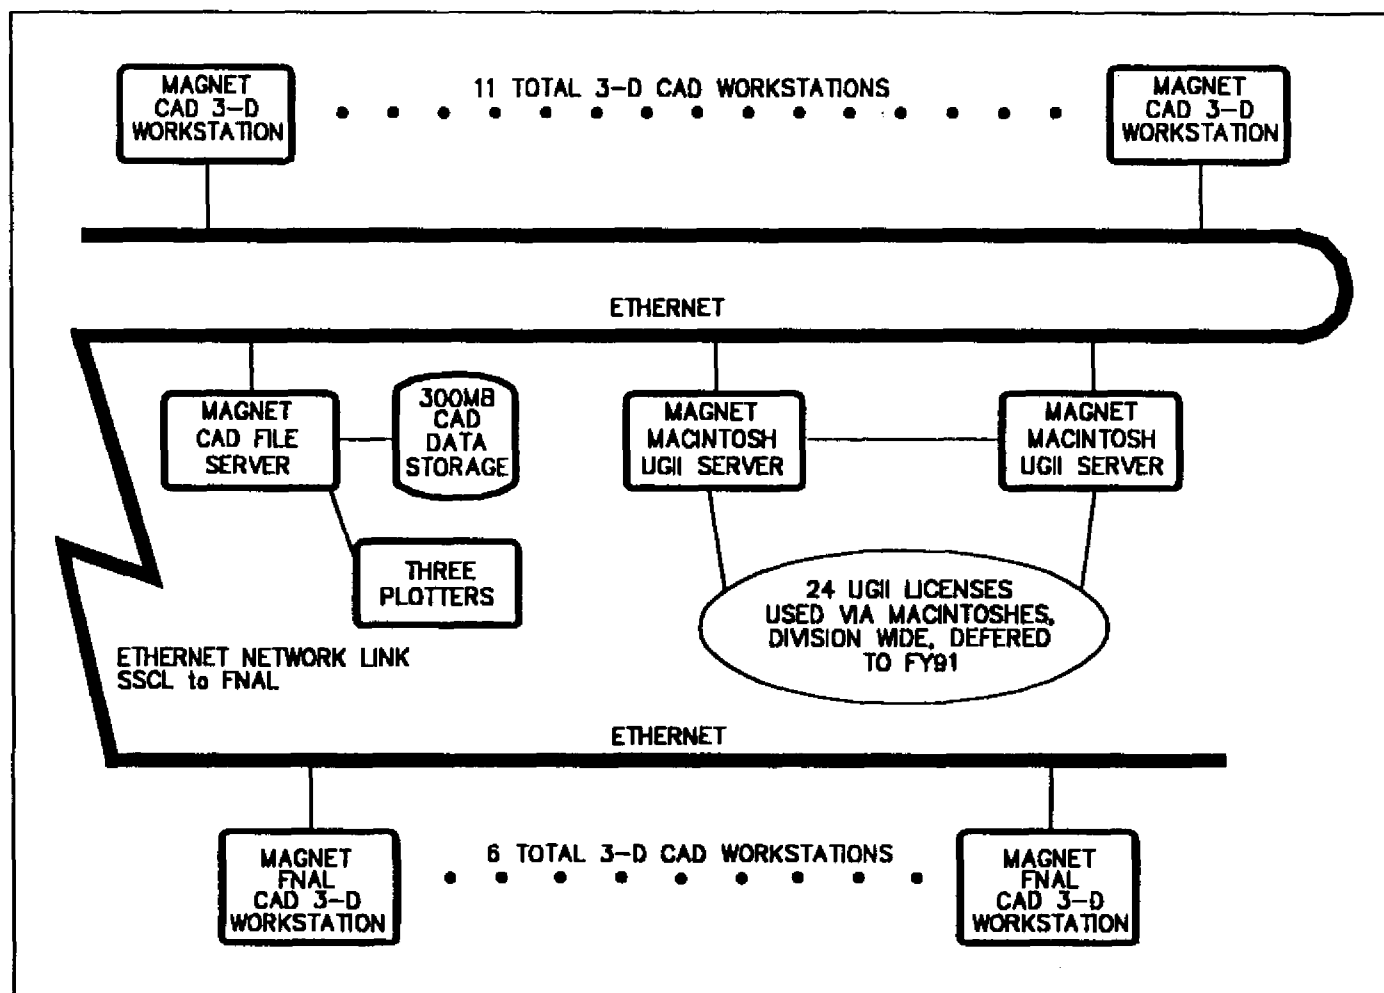 MAGNET
CAD 3-D
WORKSTATION
11 TOTAL 3-D CAD WORKSTATIONS
MAGNET
CAD 3-D
WORKSTATION
ETHERNET
MAGNET
CAD FILE
SERVER
300MB
CAD
DATA
STORAGE
MAGNET
MACINTOSH
UGII SERVER
MAGNET
MACINTOSH
UGII SERVER
THREE
PLOTTERS
24 UGII LICENSES
USED VIA MACINTOSHES,
DIVISION WIDE, DEFERED
TO FY91
ETHERNET NETWORK LINK
SSCL to FNAL
ETHERNET
MAGNET
FNAL
CAD 3-D
WORKSTATION
6 TOTAL 3-D CAD WORKSTATIONS
MAGNET
FNAL
CAD 3-D
WORKSTATION